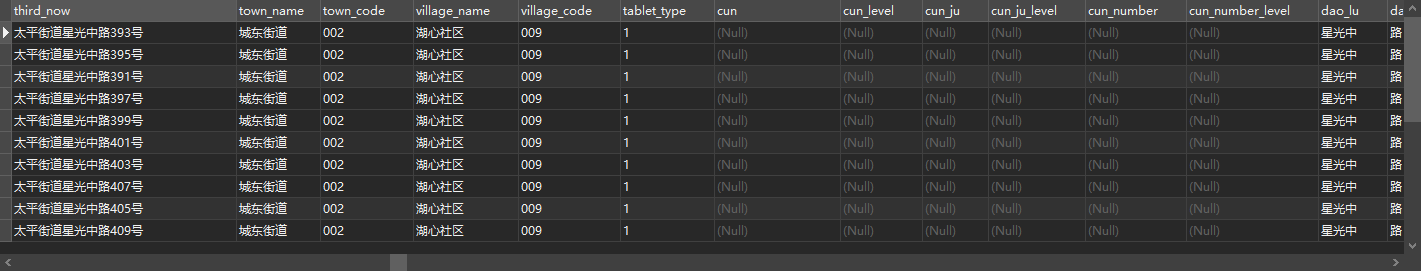 third_now town_name town_code village_name village_code tablet_type cun cun_level cun_ju cun_ju_level cun_number cun_number_level dao_lu da
太平街道星光中路393号 城东街道 002 湖心社区 009 1 (Null) (Null) (Null) (Null) (Null) (Null) 星光中 路
太平街道星光中路395号 城东街道 002 湖心社区 009 1 (Null) (Null) (Null) (Null) (Null) (Null) 星光中 路
太平街道星光中路391号 城东街道 002 湖心社区 009 1 (Null) (Null) (Null) (Null) (Null) (Null) 星光中 路
太平街道星光中路397号 城东街道 002 湖心社区 009 1 (Null) (Null) (Null) (Null) (Null) (Null) 星光中 路
太平街道星光中路399号 城东街道 002 湖心社区 009 1 (Null) (Null) (Null) (Null) (Null) (Null) 星光中 路
太平街道星光中路401号 城东街道 002 湖心社区 009 1 (Null) (Null) (Null) (Null) (Null) (Null) 星光中 路
太平街道星光中路403号 城东街道 002 湖心社区 009 1 (Null) (Null) (Null) (Null) (Null) (Null) 星光中 路
太平街道星光中路407号 城东街道 002 湖心社区 009 1 (Null) (Null) (Null) (Null) (Null) (Null) 星光中 路
太平街道星光中路405号 城东街道 002 湖心社区 009 1 (Null) (Null) (Null) (Null) (Null) (Null) 星光中 路
太平街道星光中路409号 城东街道 002 湖心社区 009 1 (Null) (Null) (Null) (Null) (Null) (Null) 星光中 路